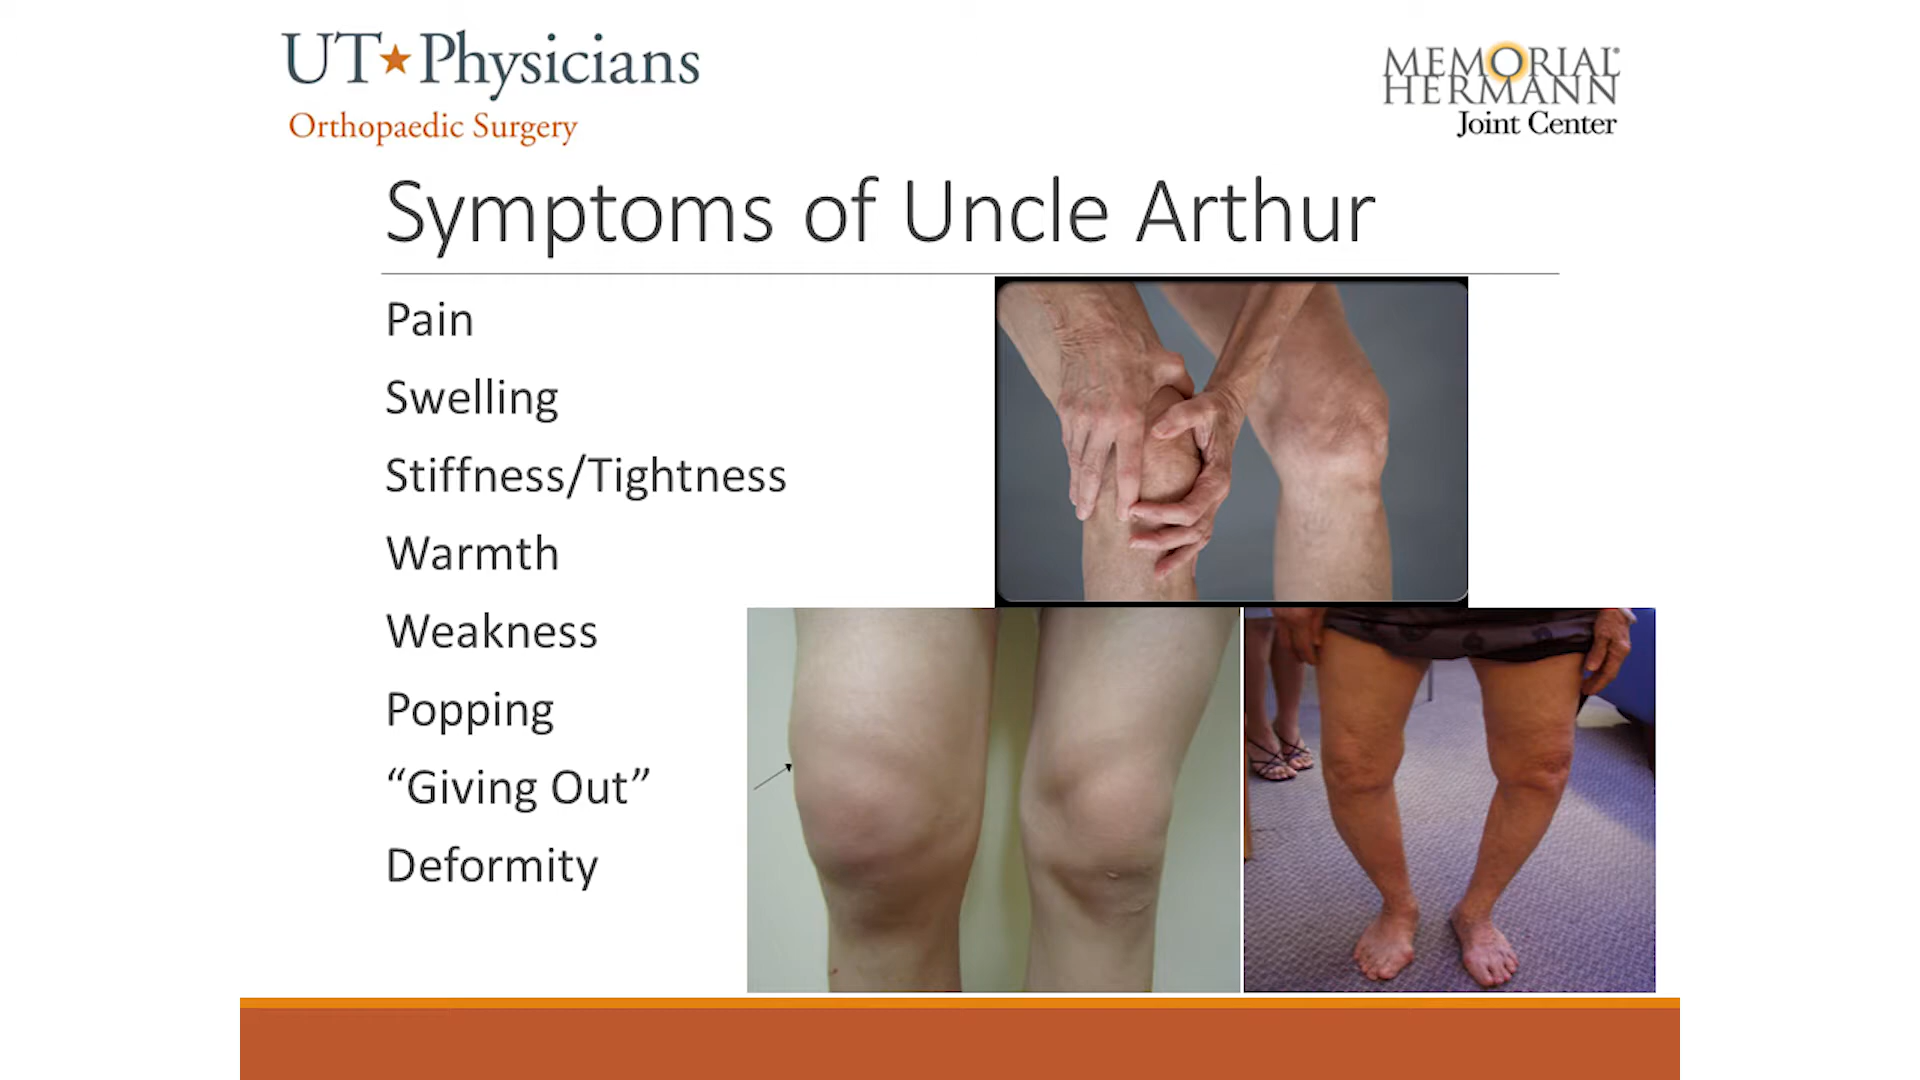 UT★Physicians
Orthopaedic Surgery
MEMORIAL®
HERMANN
Joint Center
Symptoms of Uncle Arthur
Pain
Swelling
Stiffness/Tightness
Warmth
Weakness
Popping
“Giving Out”
Deformity